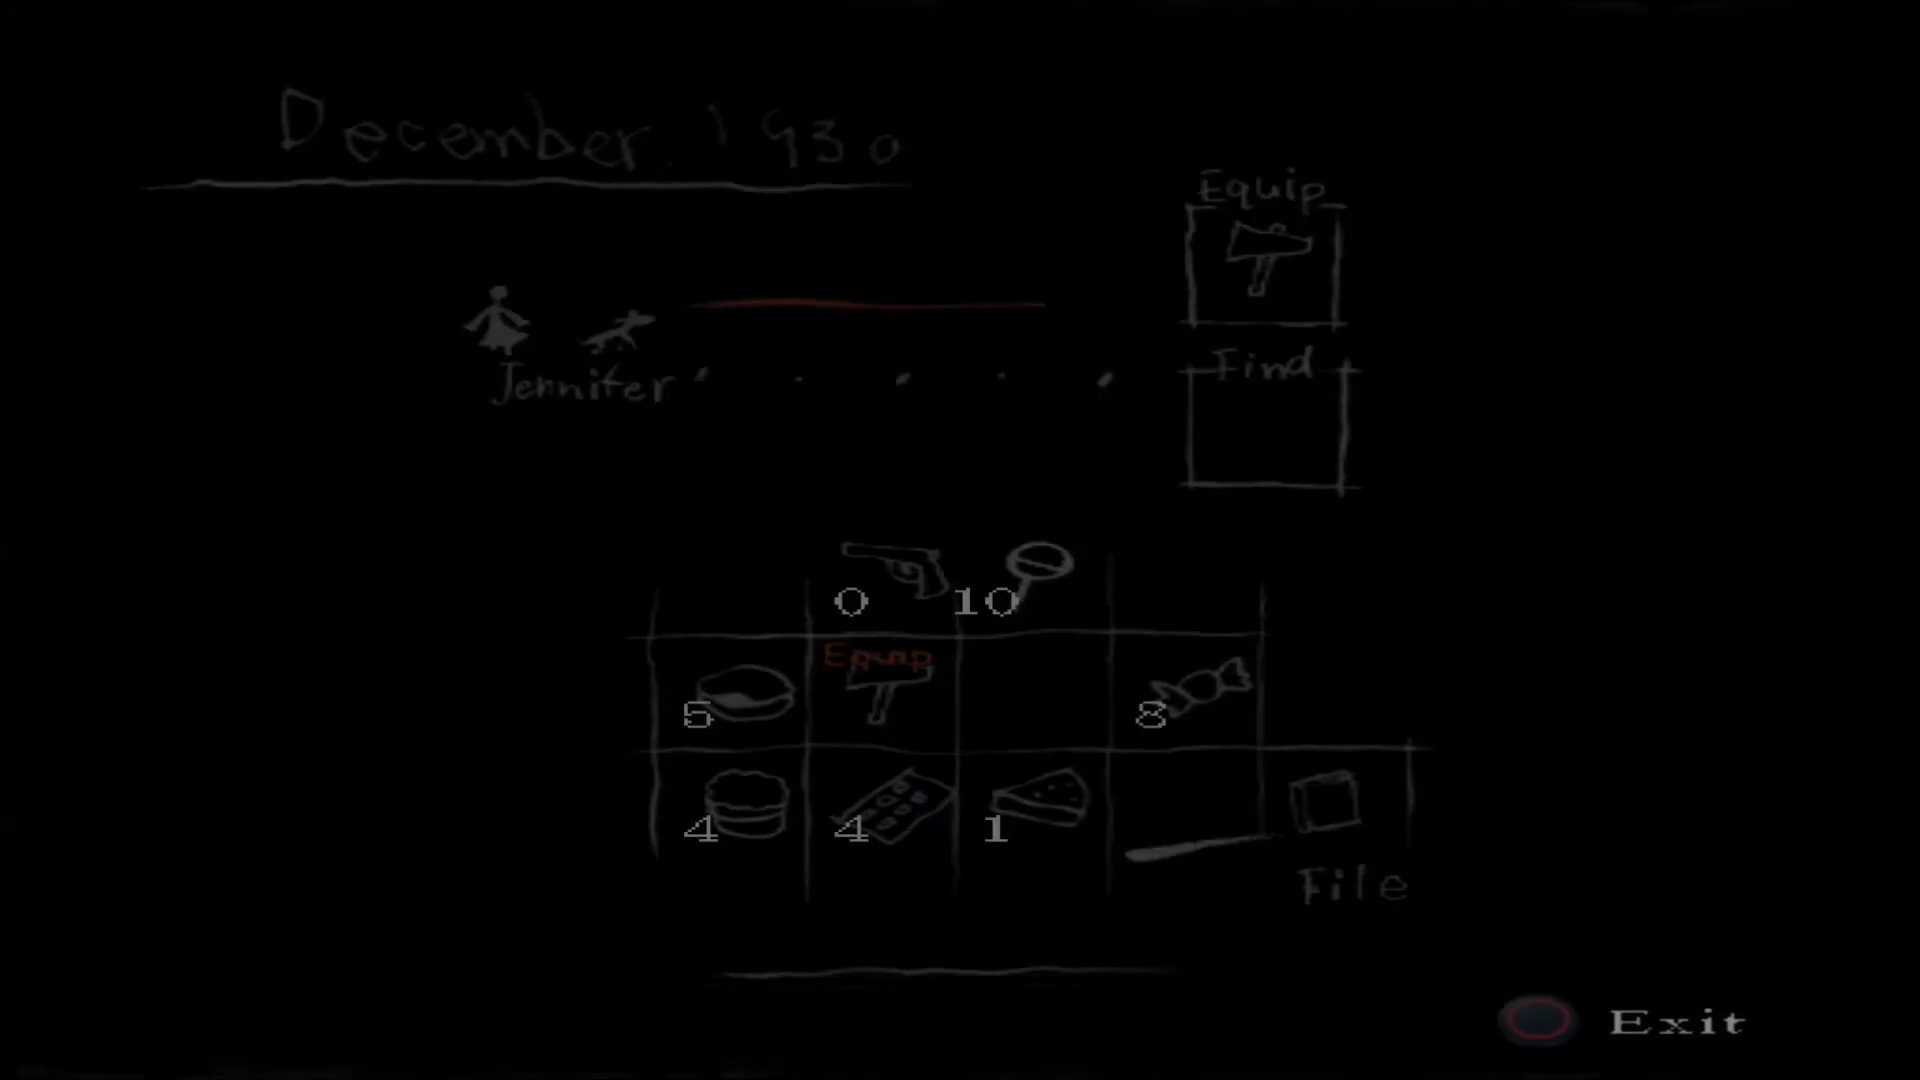 December 1930
Equip
Find
Jennifer
0 10
Equip
5 8
4 4 1
File
Exit